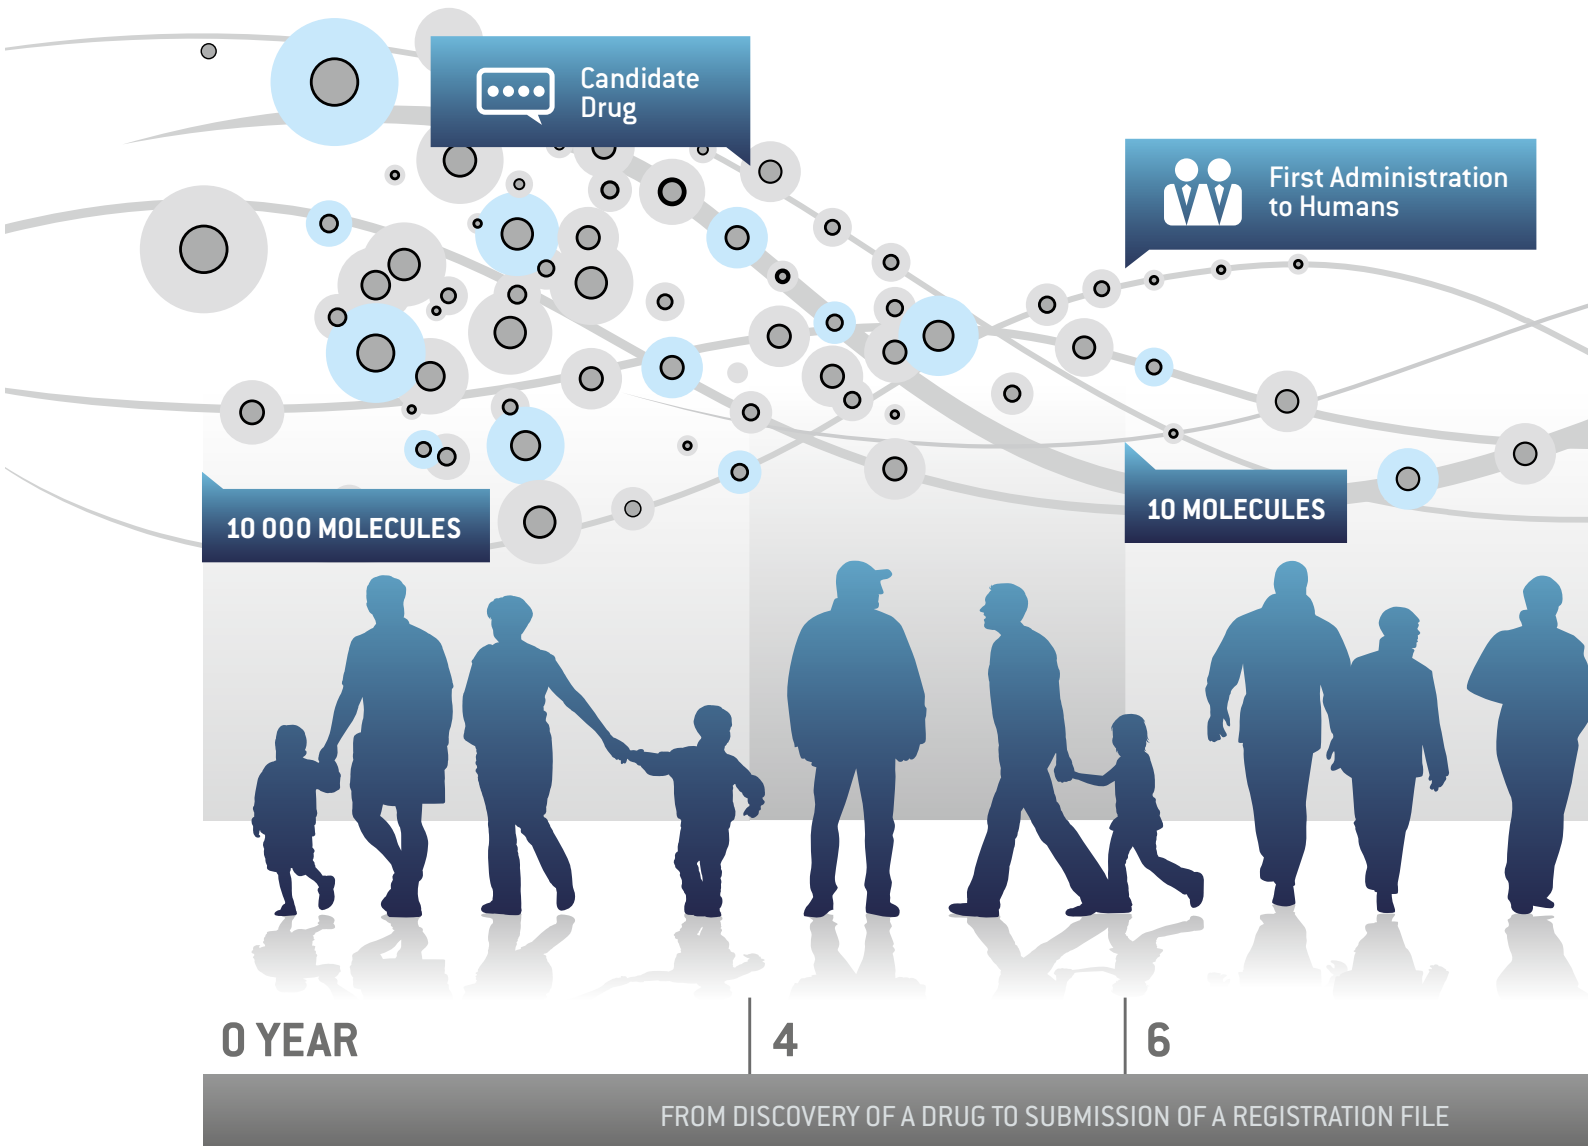 Candidate
Drug
First Administration
to Humans
10 000 MOLECULES
10 MOLECULES
0 YEAR
4
6
FROM DISCOVERY OF A DRUG TO SUBMISSION OF A REGISTRATION FILE